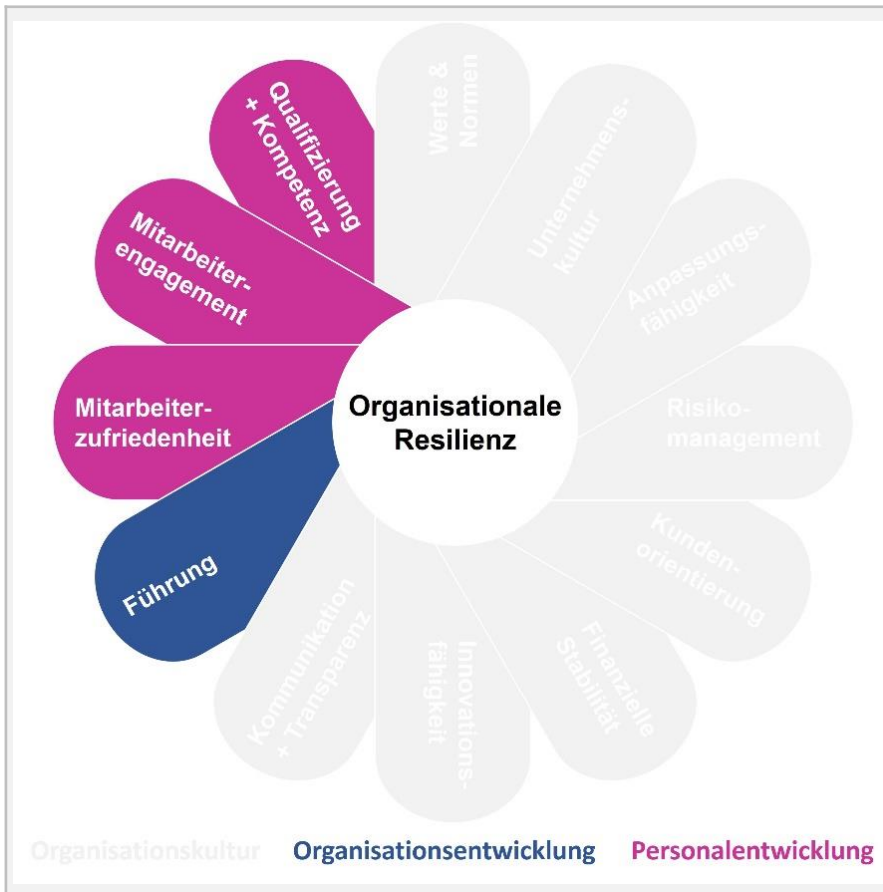 Werte &
Normen
Unternehmens-
kultur
Anpassungs-
fähigkeit
Risiko-
management
Kunden-
orientierung
Finanzielle
Stabilität
Innovations-
fähigkeit
Kommunikation
+ Transparenz
Führung
Mitarbeiter-
zufriedenheit
Mitarbeiter-
engagement
Qualifizierung
+ Kompetenz
Organisationale
Resilienz
Organisationskultur Organisationsentwicklung Personalentwicklung